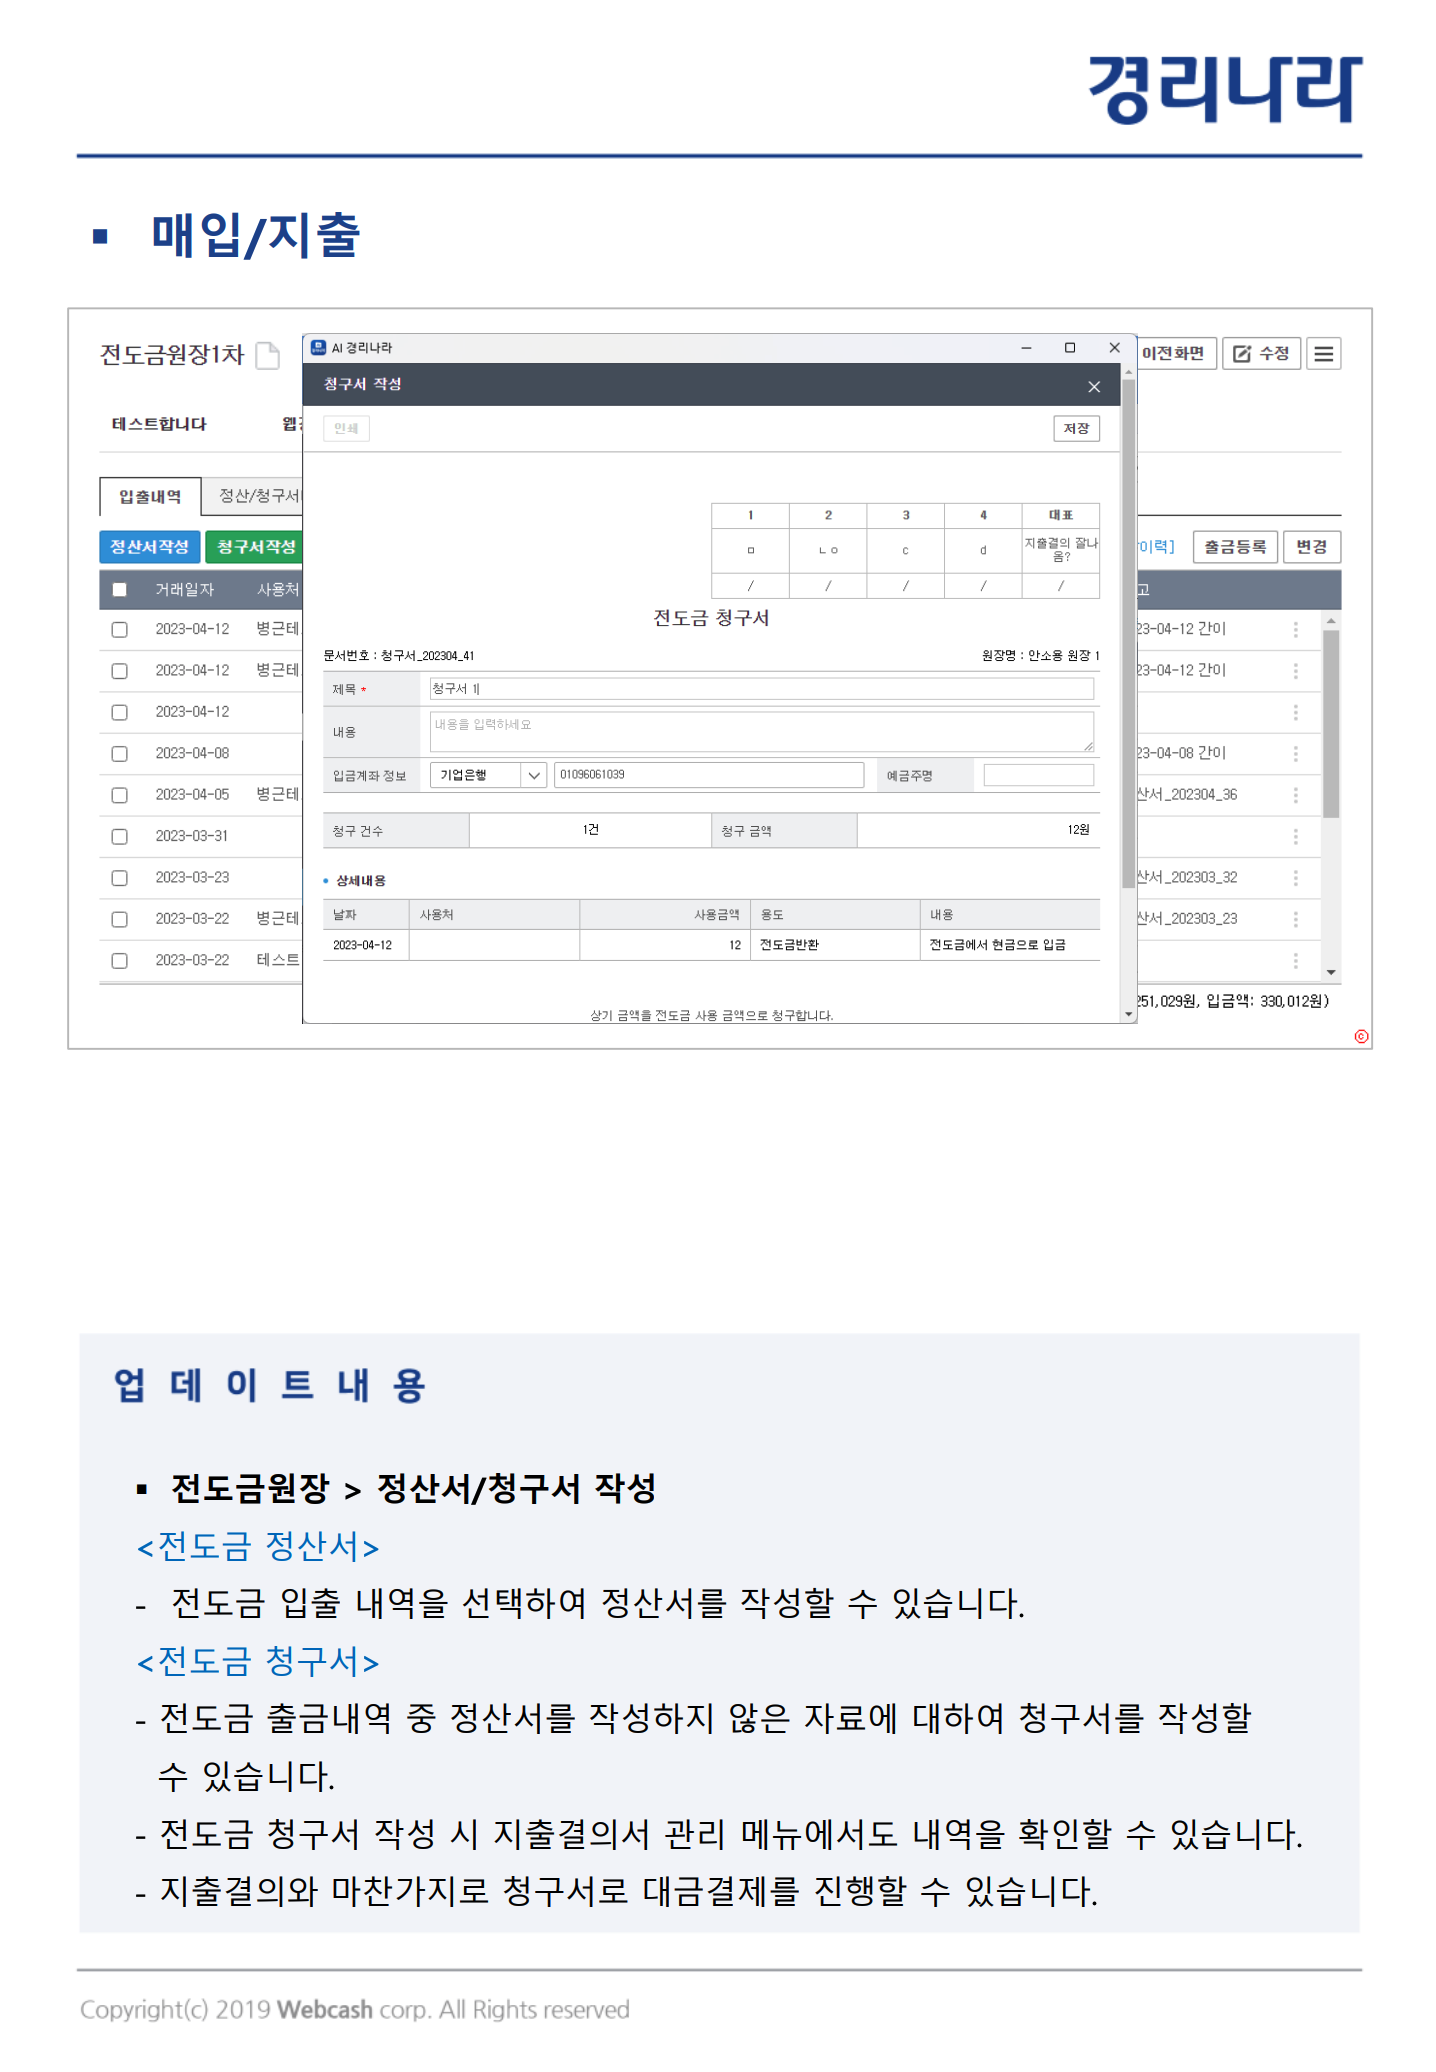 경리나라
▪ 매입/지출
전도금원장1차
AI 경리나라
이전화면 수정
청구서 작성
테스트합니다
인쇄 저장
입출내역 정산/청구서
1 2 3 4 대표
ㅁ ㄴㅇ c d 지출결의 잘나옴?
/ / / / /
정산서작성 청구서작성
이력] 출금등록 변경
거래일자 사용처 고
전도금 청구서
2023-04-12 병근테 23-04-12 간이
문서번호 : 청구서_202304_41 원장명 : 안소용 원장 1
2023-04-12 병근테 23-04-12 간이
제목 * 청구서 1
2023-04-12
내용 내용을 입력하세요
2023-04-08 23-04-08 간이
입금계좌 정보 기업은행 01096061039 예금주명
2023-04-05 병근테 산서_202304_36
청구 건수 1건 청구 금액 12원
2023-03-31
2023-03-23 산서_202303_32
• 상세내용
날짜 사용처 사용금액 용도 내용
2023-03-22 병근테 산서_202303_23
2023-04-12 12 전도금반환 전도금에서 현금으로 입금
2023-03-22 테스트
251,029원, 입금액: 330,012원)
상기 금액을 전도금 사용 금액으로 청구합니다.
ⓒ
업 데 이 트 내 용
▪ 전도금원장 > 정산서/청구서 작성
<전도금 정산서>
- 전도금 입출 내역을 선택하여 정산서를 작성할 수 있습니다.
<전도금 청구서>
- 전도금 출금내역 중 정산서를 작성하지 않은 자료에 대하여 청구서를 작성할
수 있습니다.
- 전도금 청구서 작성 시 지출결의서 관리 메뉴에서도 내역을 확인할 수 있습니다.
- 지출결의와 마찬가지로 청구서로 대금결제를 진행할 수 있습니다.
Copyright(c) 2019 Webcash corp. All Rights reserved